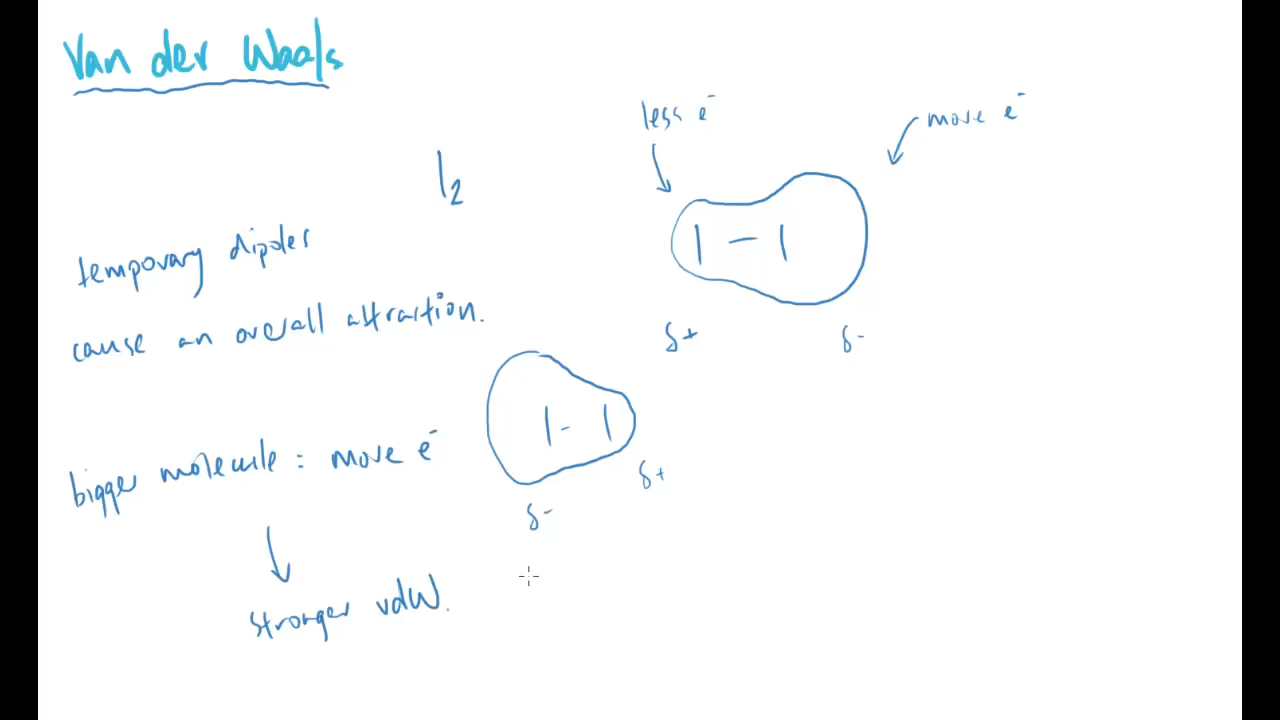 Van der Waals
less e⁻
more e⁻
I₂
I – I
δ+
δ-
temporary dipoles
cause an overall attraction.
I - I
δ+
δ-
bigger molecule = more e⁻
stronger vdW.